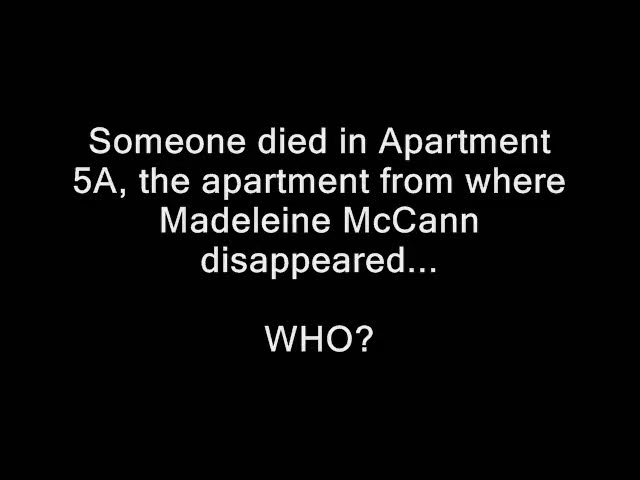 Someone died in Apartment
5A, the apartment from where
Madeleine McCann
disappeared...
WHO?